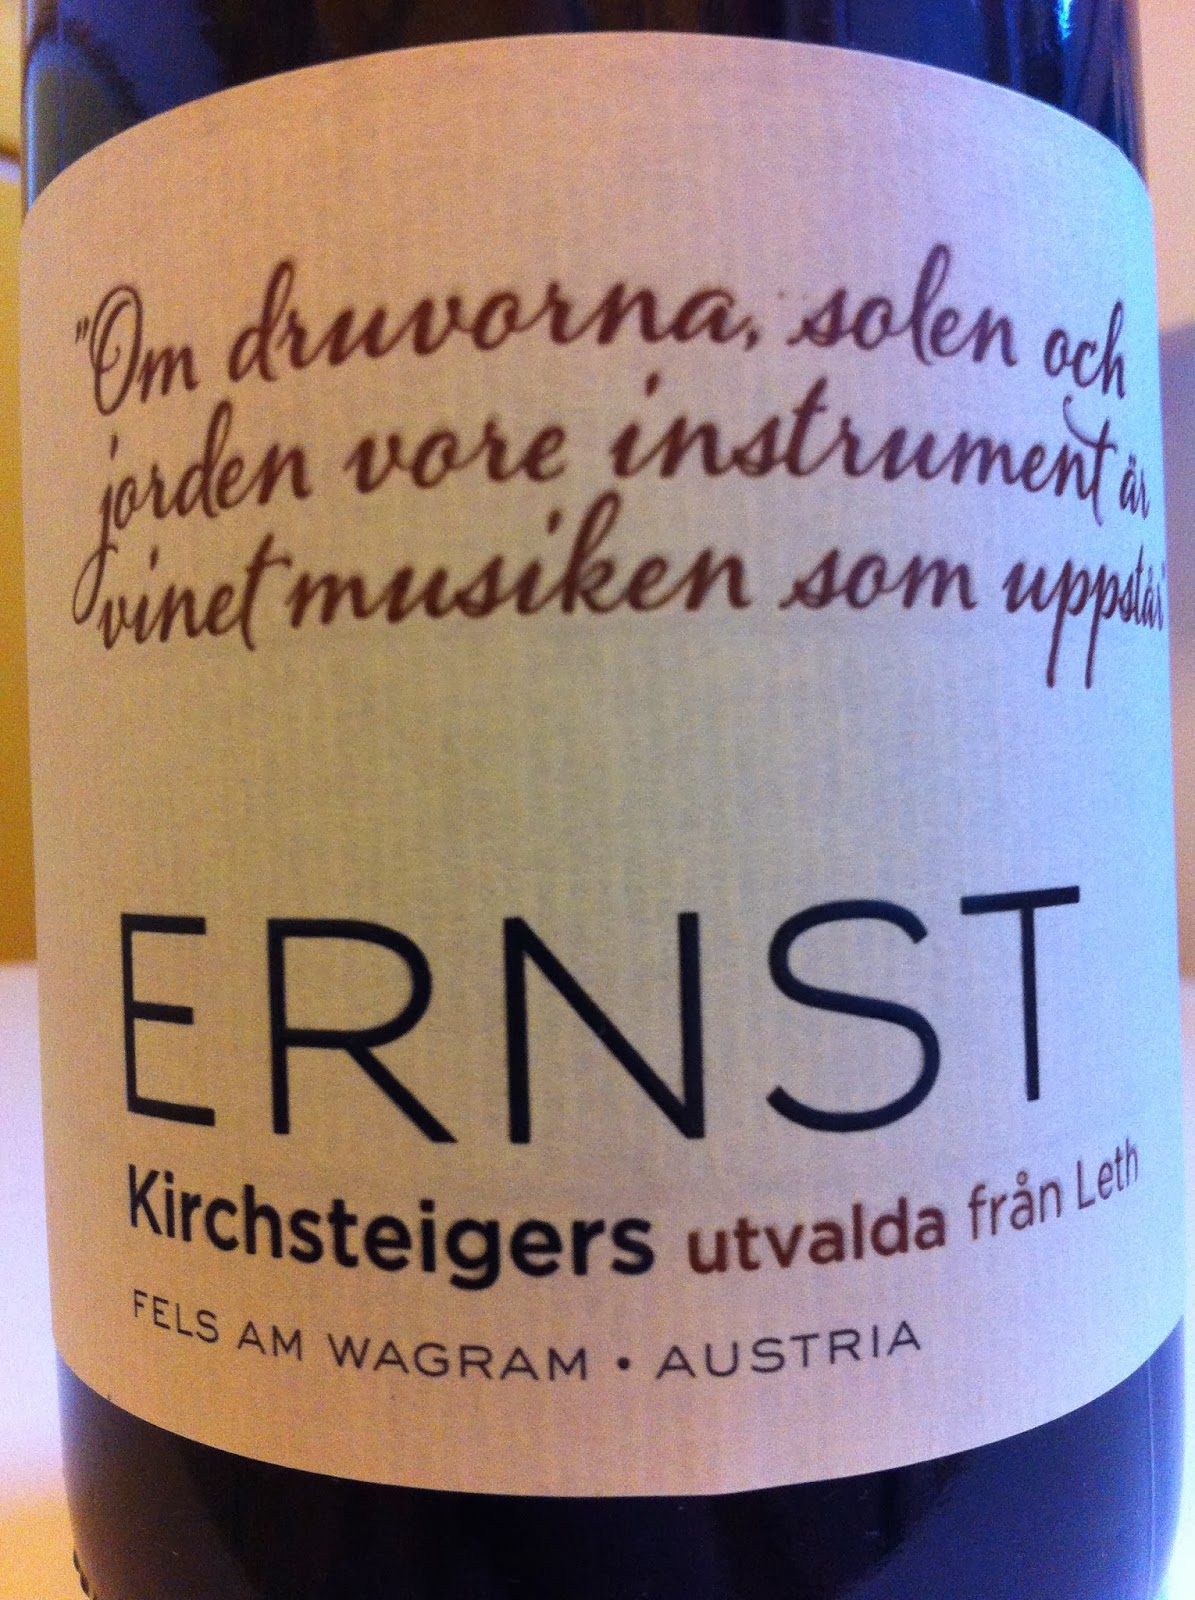 "Om druvorna, solen och
jorden vore instrument är
vinet musiken som uppstår"
ERNST
Kirchsteigers utvalda från Leth
FELS AM WAGRAM • AUSTRIA